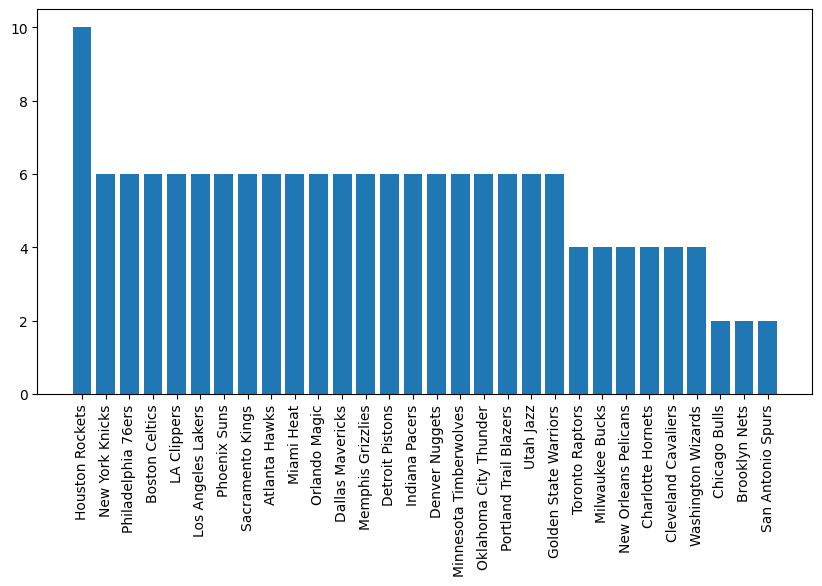 10
8
6
4
2
0
Houston Rockets
New York Knicks
Philadelphia 76ers
Boston Celtics
LA Clippers
Los Angeles Lakers
Phoenix Suns
Sacramento Kings
Atlanta Hawks
Miami Heat
Orlando Magic
Dallas Mavericks
Memphis Grizzlies
Detroit Pistons
Indiana Pacers
Denver Nuggets
Minnesota Timberwolves
Oklahoma City Thunder
Portland Trail Blazers
Utah Jazz
Golden State Warriors
Toronto Raptors
Milwaukee Bucks
New Orleans Pelicans
Charlotte Hornets
Cleveland Cavaliers
Washington Wizards
Chicago Bulls
Brooklyn Nets
San Antonio Spurs